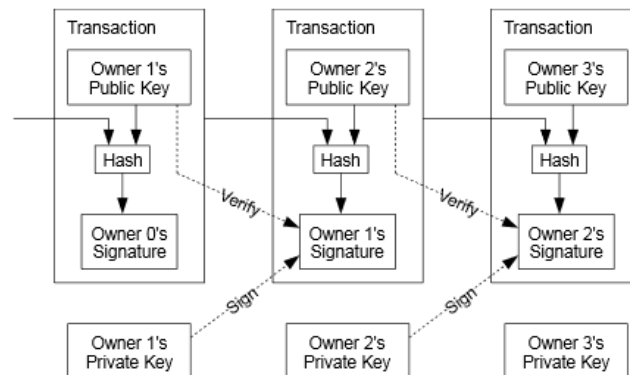 Transaction
Transaction
Transaction
Owner 1's
Public Key
Owner 2's
Public Key
Owner 3's
Public Key
Hash
Hash
Hash
Verify
Verify
Owner 0's
Signature
Owner 1's
Signature
Owner 2's
Signature
Sign
Sign
Owner 1's
Private Key
Owner 2's
Private Key
Owner 3's
Private Key